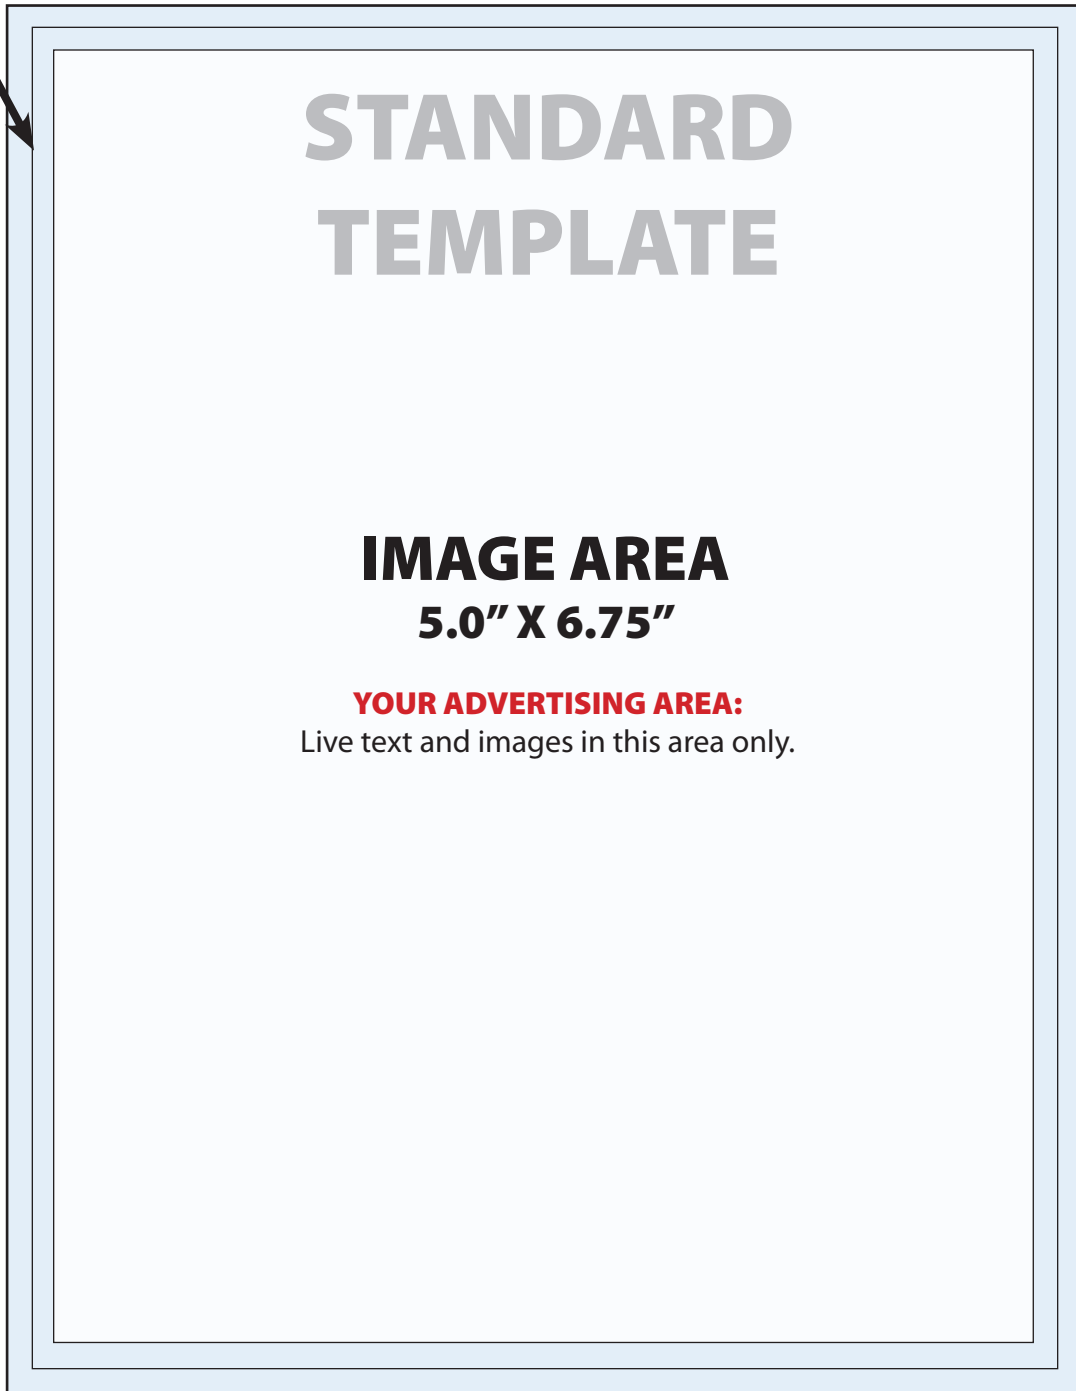 STANDARD
TEMPLATE
IMAGE AREA
5.0” X 6.75”
YOUR ADVERTISING AREA:
Live text and images in this area only.